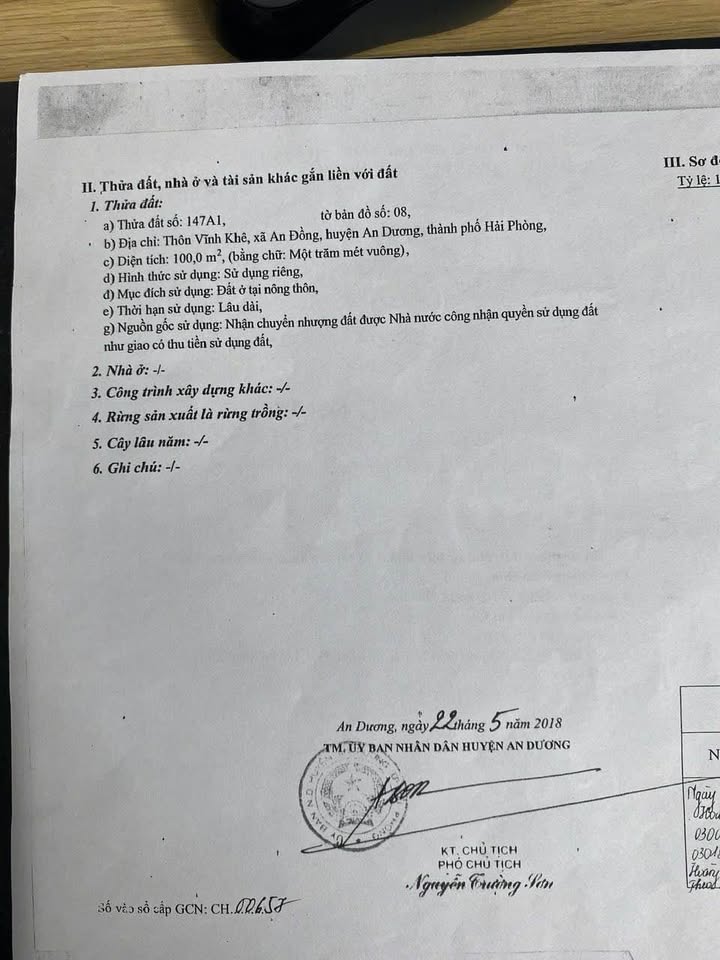 II. Thửa đất, nhà ở và tài sản khác gắn liền với đất
1. Thửa đất:
a) Thửa đất số: 147A1, tờ bản đồ số: 08,
b) Địa chỉ: Thôn Vĩnh Khê, xã An Đồng, huyện An Dương, thành phố Hải Phòng,
c) Diện tích: 100,0 m², (bằng chữ: Một trăm mét vuông),
d) Hình thức sử dụng: Sử dụng riêng,
đ) Mục đích sử dụng: Đất ở tại nông thôn,
e) Thời hạn sử dụng: Lâu dài,
g) Nguồn gốc sử dụng: Nhận chuyển nhượng đất được Nhà nước công nhận quyền sử dụng đất
như giao có thu tiền sử dụng đất,
2. Nhà ở: -/-
3. Công trình xây dựng khác: -/-
4. Rừng sản xuất là rừng trồng: -/-
5. Cây lâu năm: -/-
6. Ghi chú: -/-
III. Sơ đ
Tỷ lệ: 1
An Dương, ngày 22 tháng 5 năm 2018
TM. ỦY BAN NHÂN DÂN HUYỆN AN DƯƠNG
KT. CHỦ TỊCH
PHÓ CHỦ TỊCH
Nguyễn Trường Sơn
Số vào sổ cấp GCN: CH.00657
N
Ngày
0300
0301